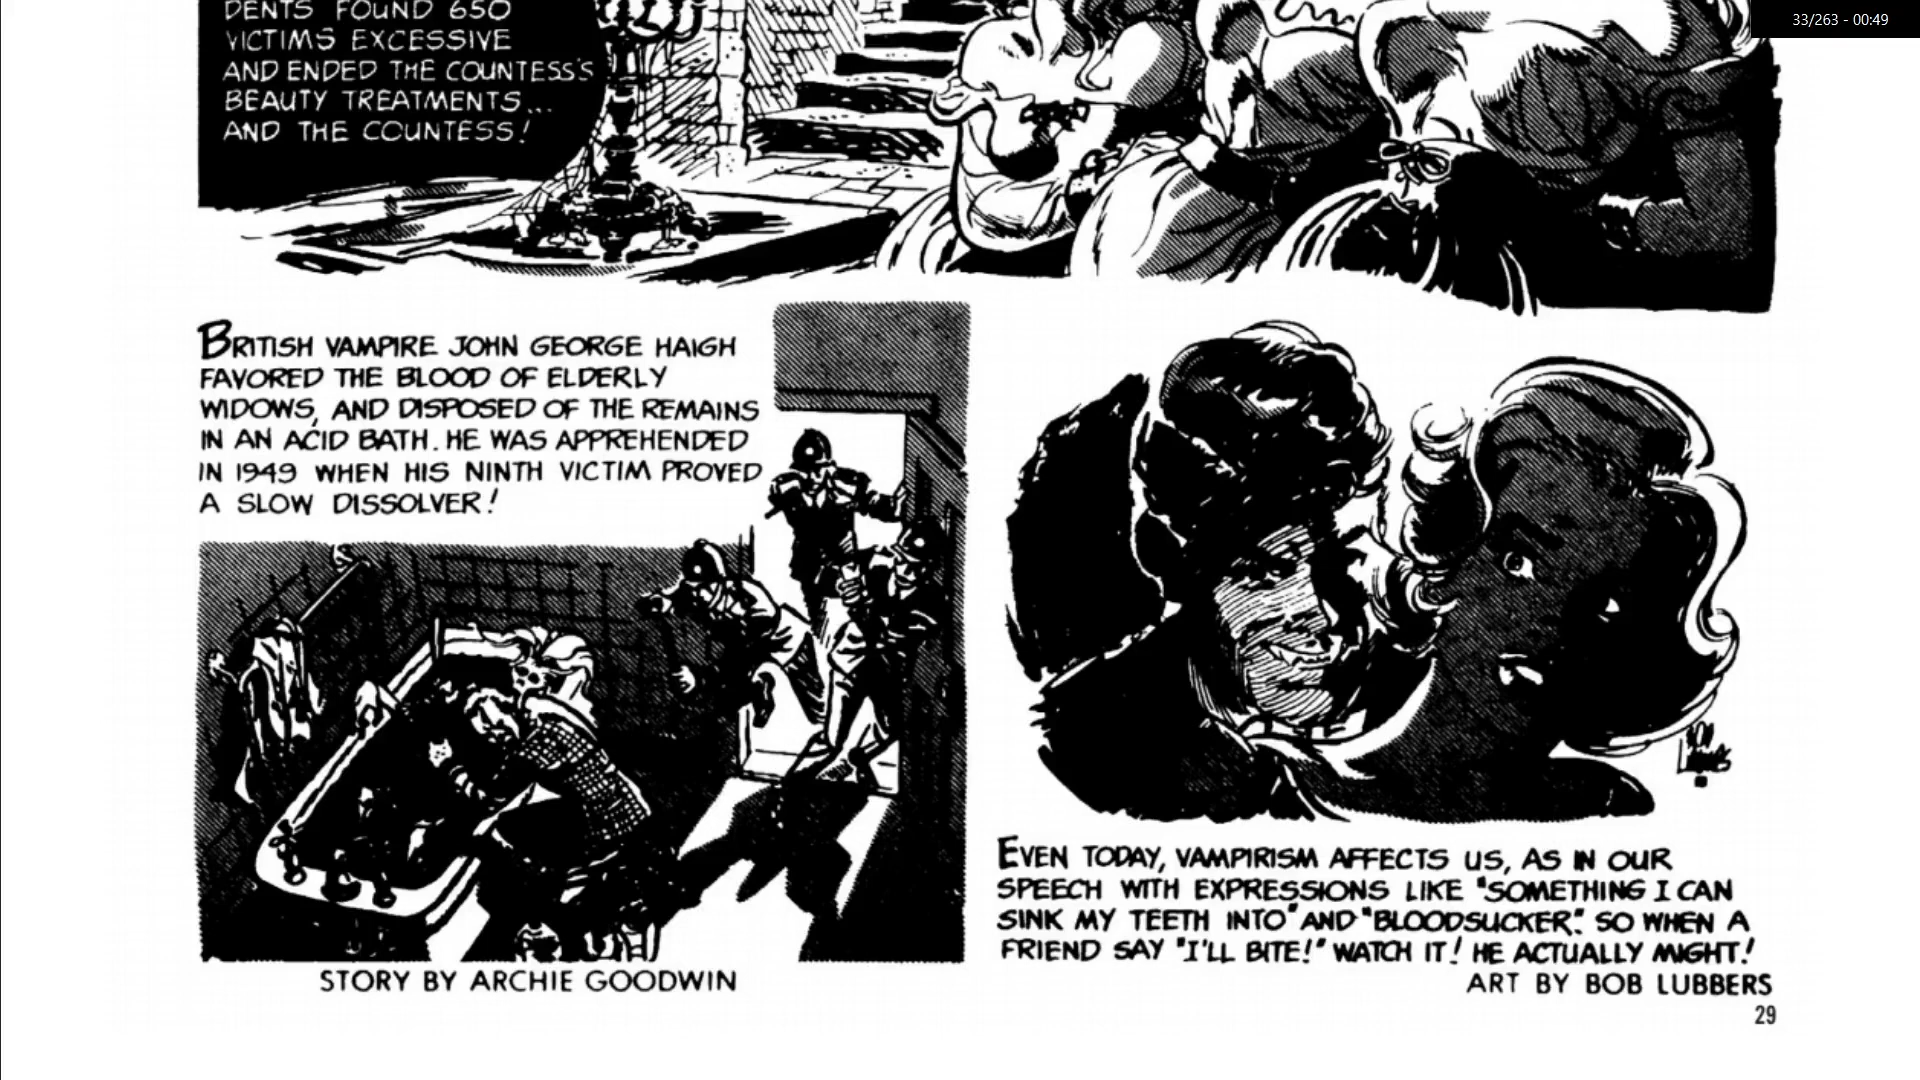 33/263 - 00:49
DENTS FOUND 650
VICTIMS EXCESSIVE
AND ENDED THE COUNTESS'S
BEAUTY TREATMENTS...
AND THE COUNTESS!
BRITISH VAMPIRE JOHN GEORGE HAIGH
FAVORED THE BLOOD OF ELDERLY
WIDOWS, AND DISPOSED OF THE REMAINS
IN AN ACID BATH. HE WAS APPREHENDED
IN 1949 WHEN HIS NINTH VICTIM PROVED
A SLOW DISSOLVER!
EVEN TODAY, VAMPIRISM AFFECTS US, AS IN OUR
SPEECH WITH EXPRESSIONS LIKE "SOMETHING I CAN
SINK MY TEETH INTO" AND "BLOODSUCKER". SO WHEN A
FRIEND SAY "I'LL BITE!" WATCH IT! HE ACTUALLY MIGHT!
STORY BY ARCHIE GOODWIN
ART BY BOB LUBBERS
29